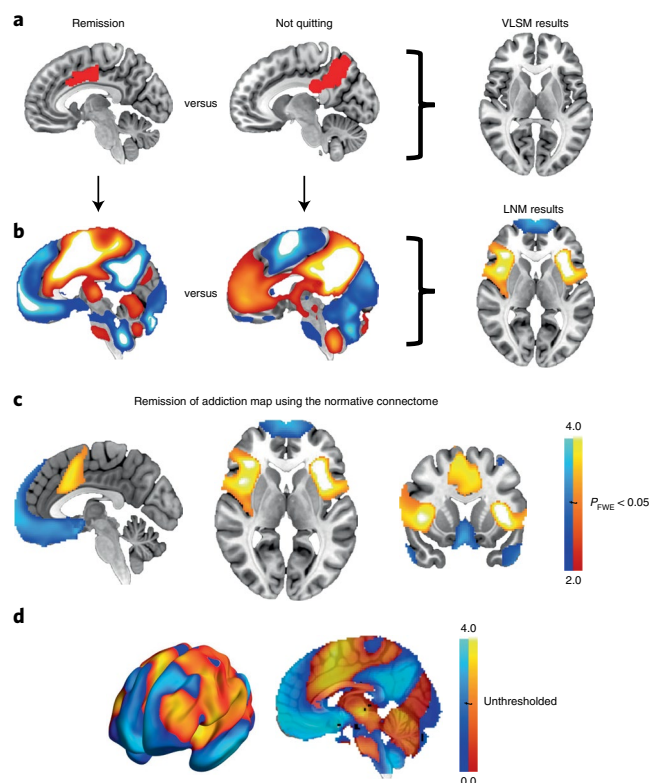 a
Remission
Not quitting
VLSM results
versus
b
LNM results
versus
c
Remission of addiction map using the normative connectome
4.0
t
P_FWE < 0.05
2.0
d
4.0
t
Unthresholded
0.0